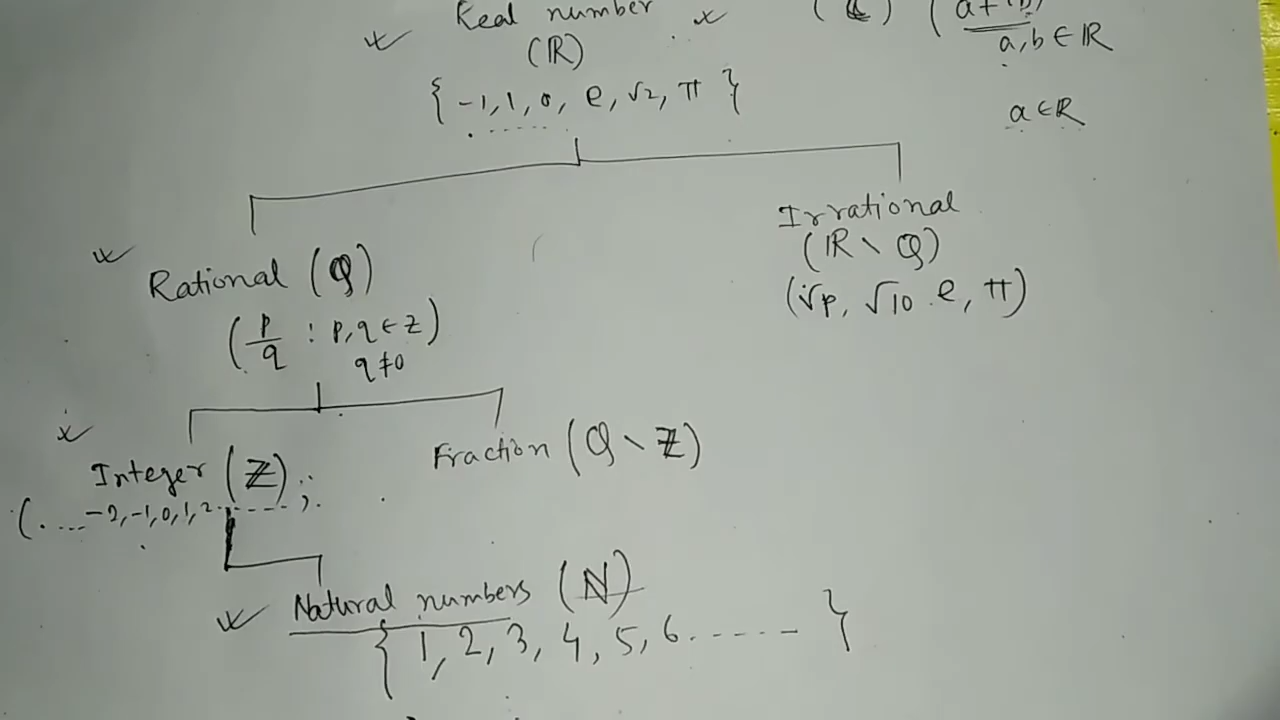 Real number
(ℝ)
{ -1, 1, 0, e, √2, π }
(ℂ) (a+ib)
a, b ∈ ℝ
a ∈ ℝ
Rational (ℚ)
(p/q : p, q ∈ z)
q ≠ 0
Irrational
(ℝ \ ℚ)
(√p, √10 e, π)
Integer (ℤ) ;
(.... -2, -1, 0, 1, 2 ------ ;.
Fraction (ℚ \ ℤ)
Natural numbers (ℕ)
{ 1, 2, 3, 4, 5, 6 ------ }